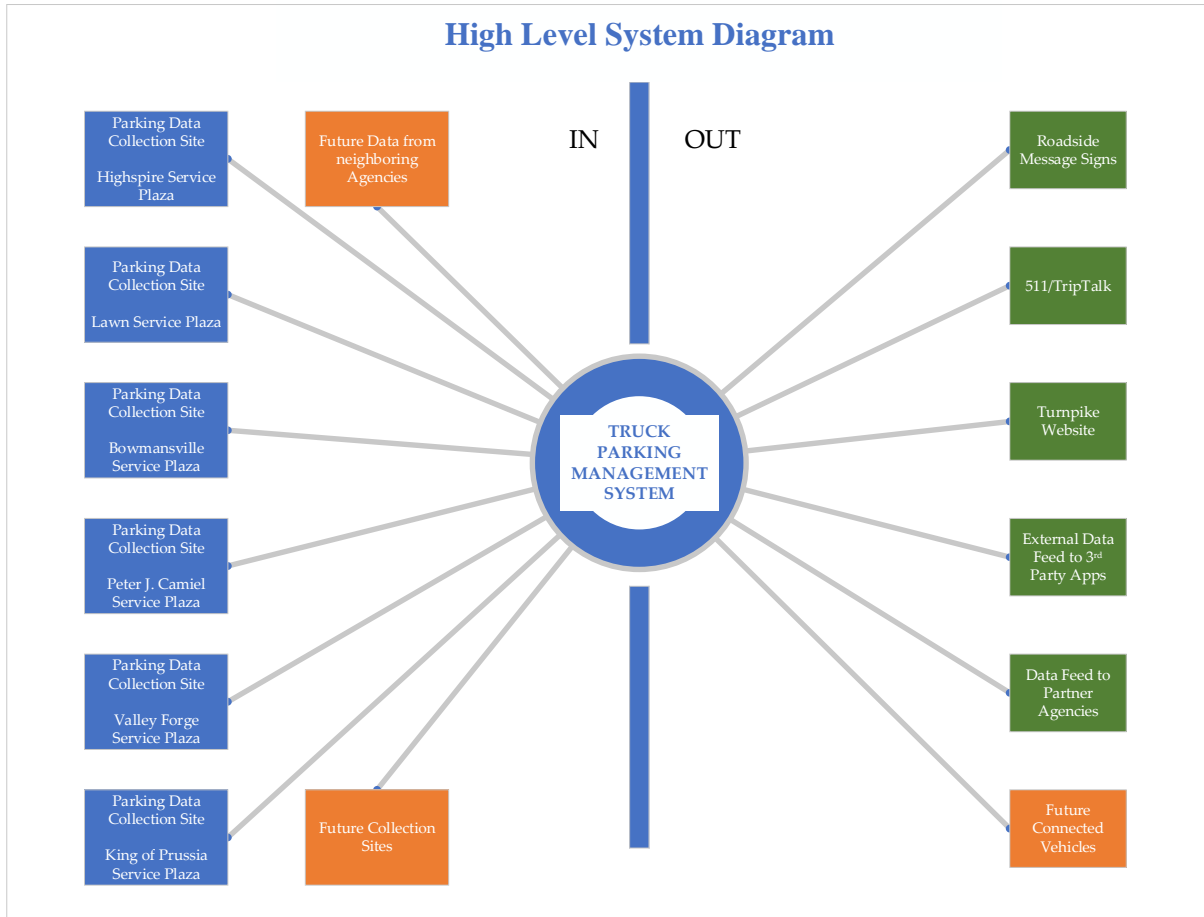 High Level System Diagram
IN
OUT
Parking Data
Collection Site
Highspire Service
Plaza
Future Data from
neighboring
Agencies
Roadside
Message Signs
Parking Data
Collection Site
Lawn Service Plaza
511/TripTalk
Parking Data
Collection Site
Bowmansville
Service Plaza
Turnpike
Website
TRUCK
PARKING
MANAGEMENT
SYSTEM
Parking Data
Collection Site
Peter J. Camiel
Service Plaza
External Data
Feed to 3rd
Party Apps
Parking Data
Collection Site
Valley Forge
Service Plaza
Data Feed to
Partner
Agencies
Parking Data
Collection Site
King of Prussia
Service Plaza
Future Collection
Sites
Future
Connected
Vehicles